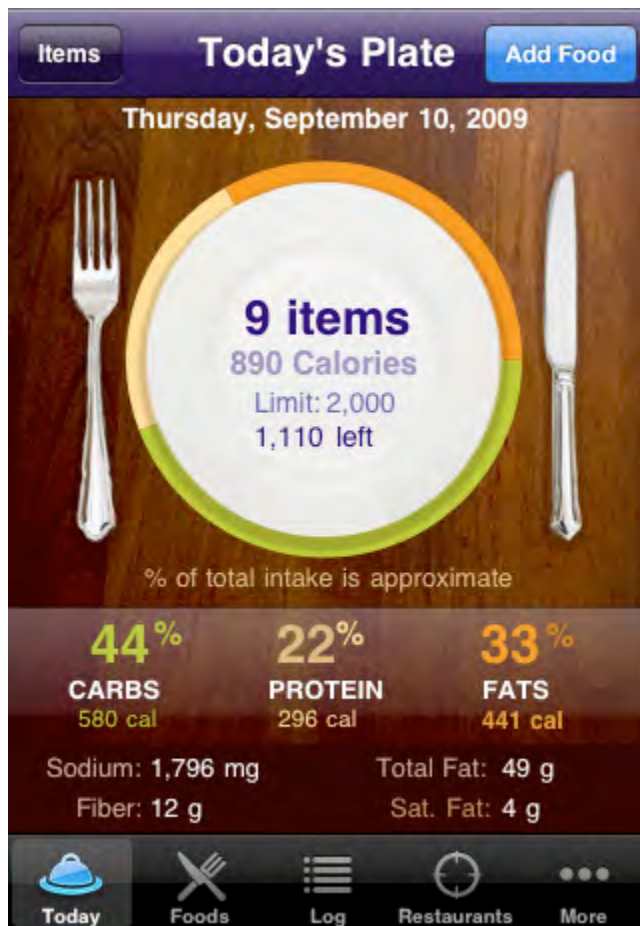 Items Today's Plate Add Food
Thursday, September 10, 2009
9 items
890 Calories
Limit: 2,000
1,110 left
% of total intake is approximate
44% 22% 33%
CARBS PROTEIN FATS
580 cal 296 cal 441 cal
Sodium: 1,796 mg Total Fat: 49 g
Fiber: 12 g Sat. Fat: 4 g
Today Foods Log Restaurants More